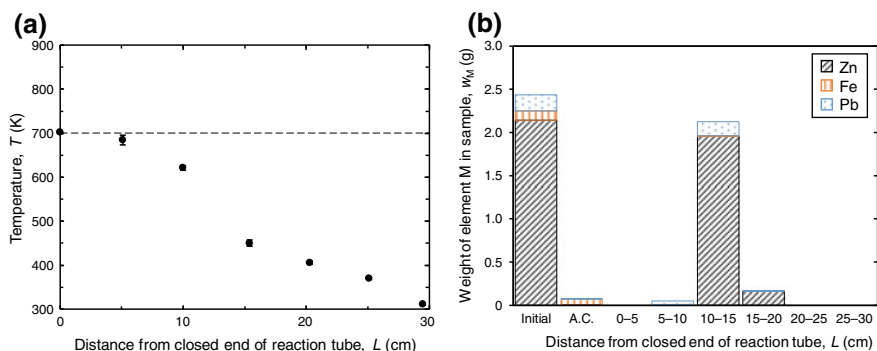 (a)
900
800
700
600
500
400
300
Temperature, T (K)
0
10
20
30
Distance from closed end of reaction tube, L (cm)
(b)
3.0
2.5
2.0
1.5
1.0
0.5
0
Weight of element M in sample, wM (g)
Zn
Fe
Pb
Initial A.C. 0–5 5–10 10–15 15–20 20–25 25–30
Distance from closed end of reaction tube, L (cm)